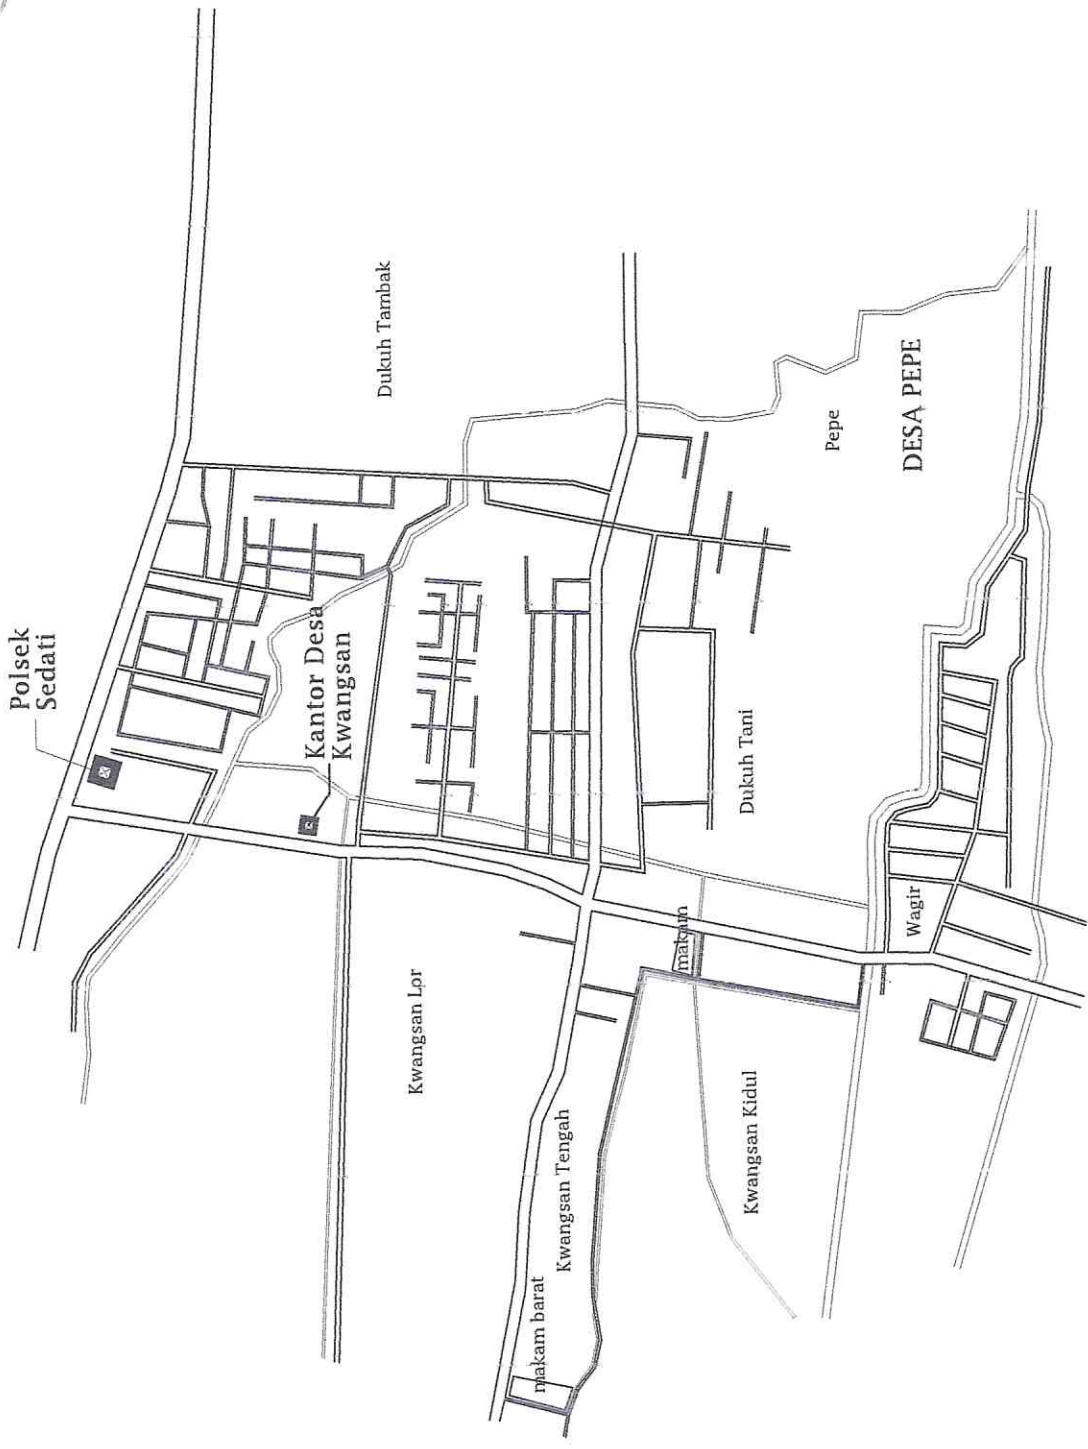 Polsek
Sedati
Dukuh Tambak
Kantor Desa
Kwangsan
Pepe
DESA PEPE
Dukuh Tani
Kwangsan Lor
makam
Wagir
Kwangsan Tengah
Kwangsan Kidul
makam barat